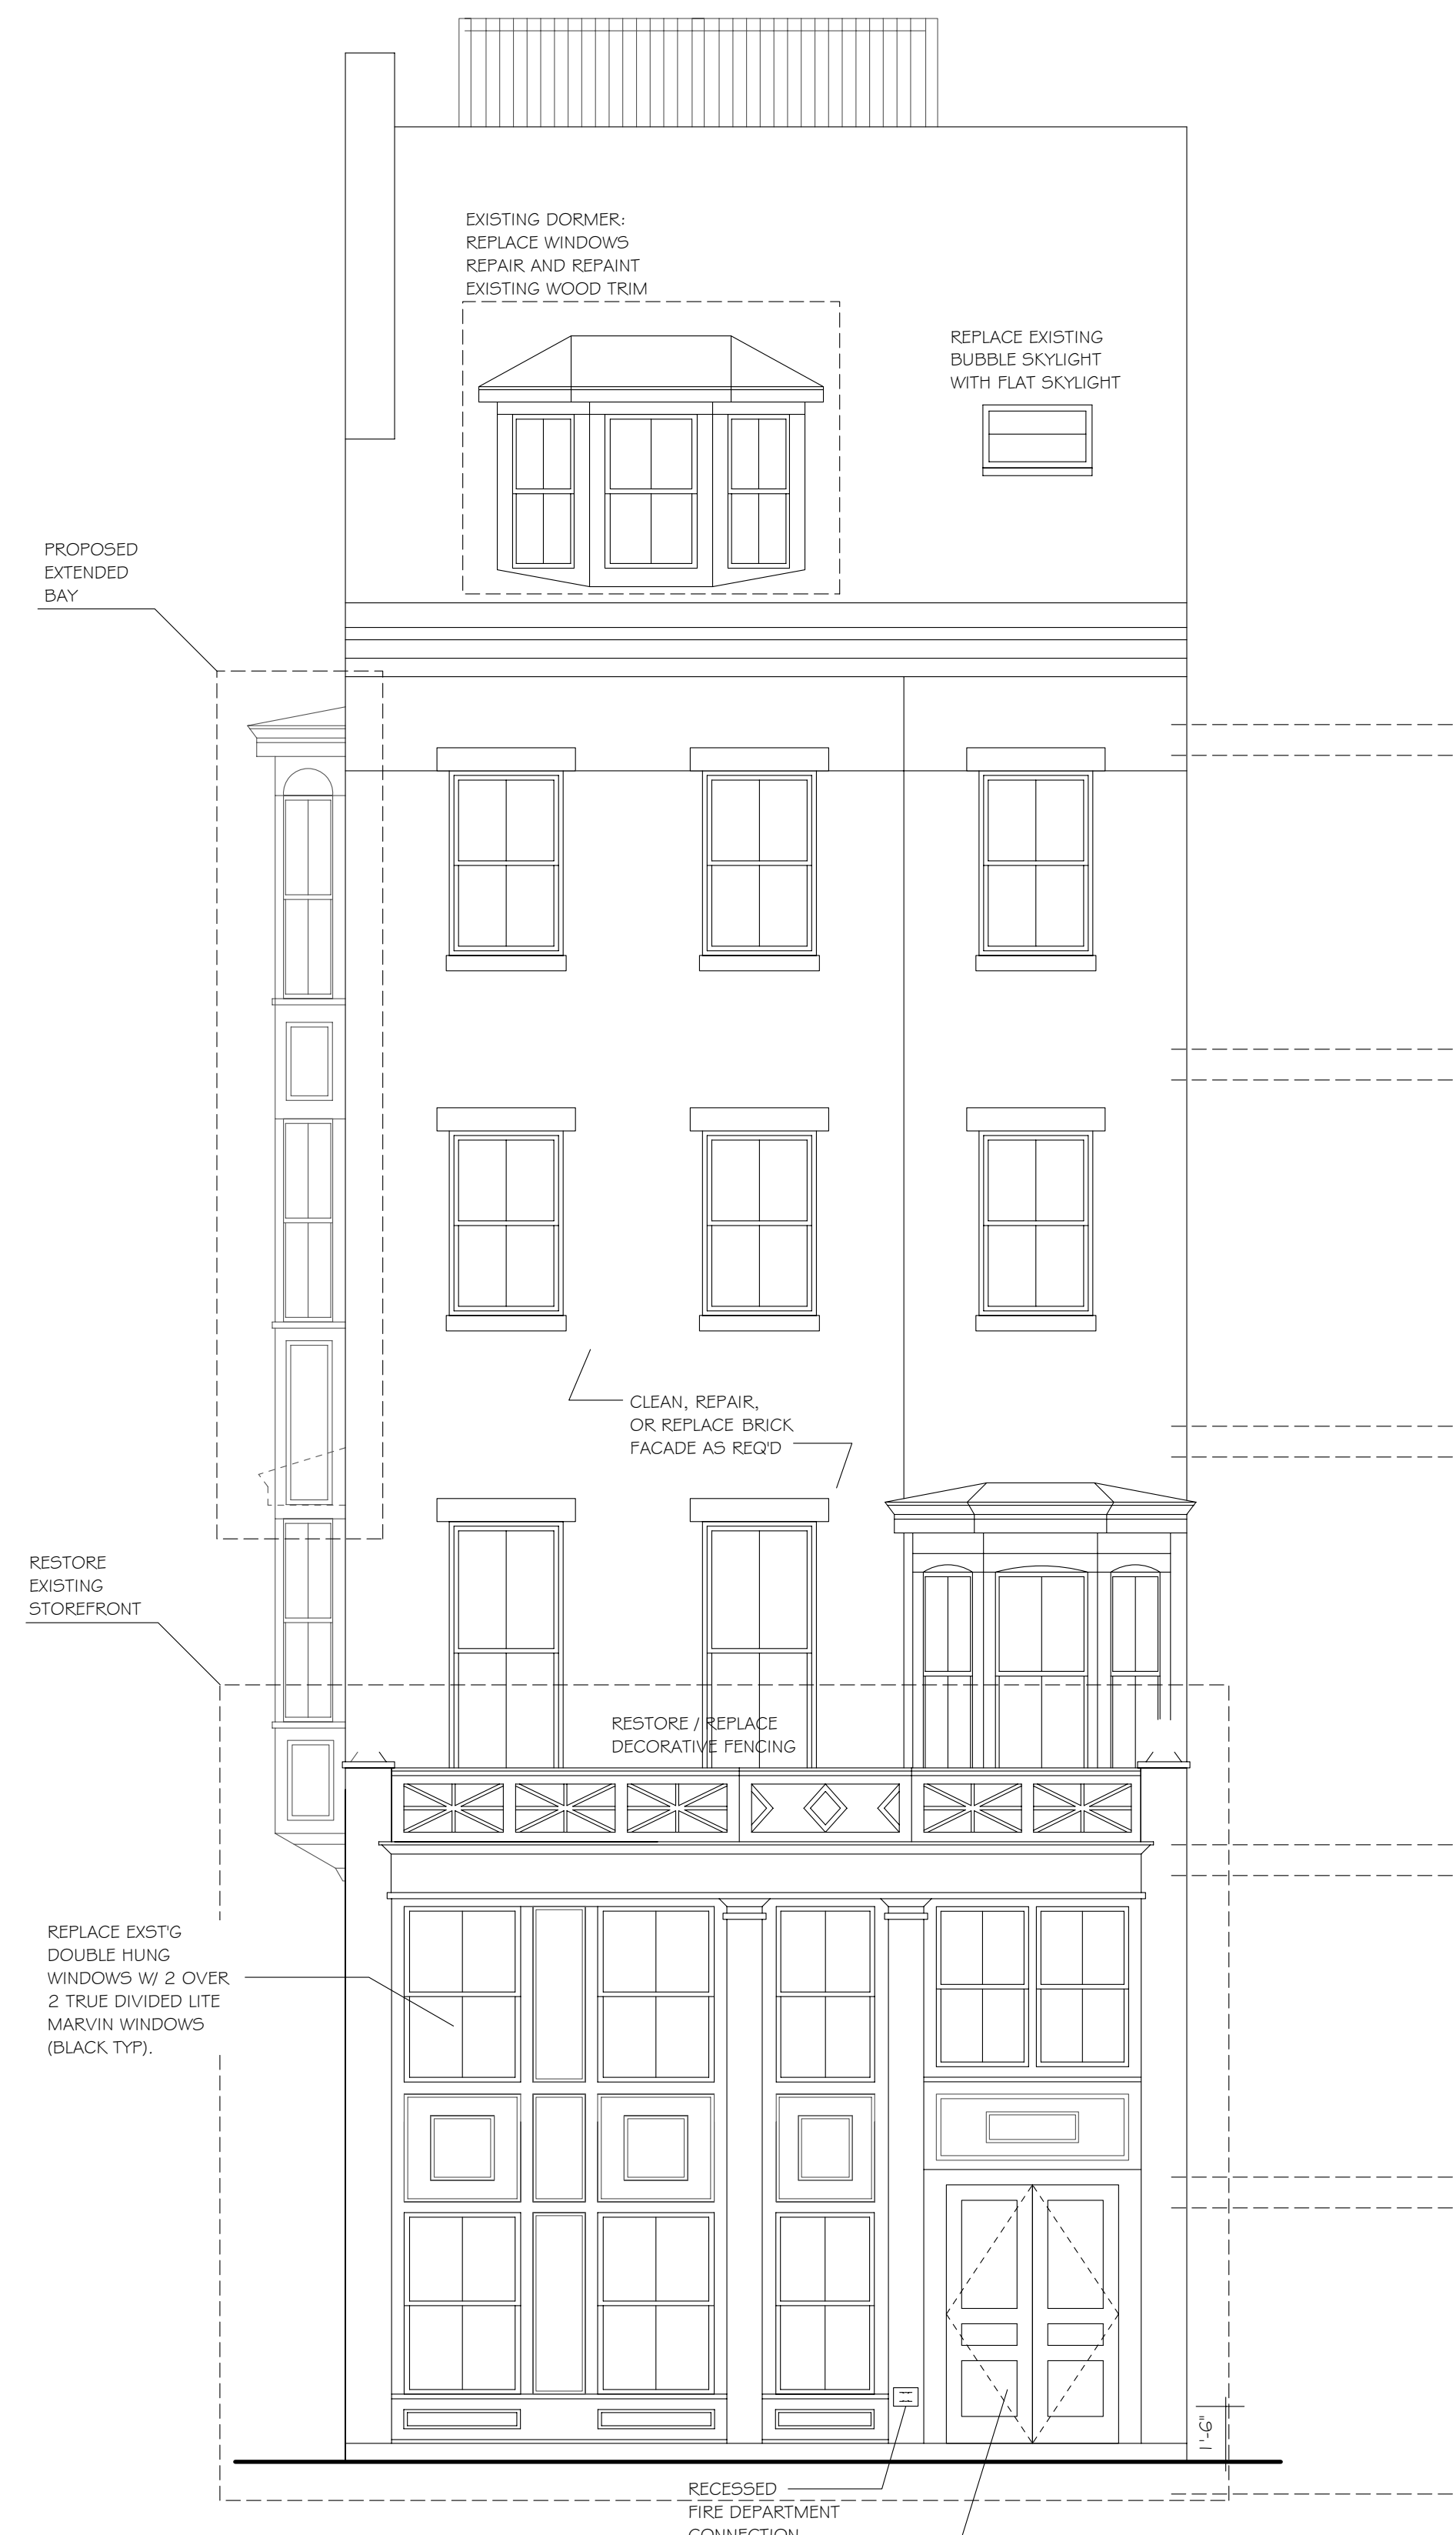 EXISTING DORMER:
REPLACE WINDOWS
REPAIR AND REPAINT
EXISTING WOOD TRIM
REPLACE EXISTING
BUBBLE SKYLIGHT
WITH FLAT SKYLIGHT
PROPOSED
EXTENDED
BAY
CLEAN, REPAIR,
OR REPLACE BRICK
FACADE AS REQ'D
RESTORE
EXISTING
STOREFRONT
RESTORE / REPLACE
DECORATIVE FENCING
REPLACE EXST'G
DOUBLE HUNG
WINDOWS W/ 2 OVER
2 TRUE DIVIDED LITE
MARVIN WINDOWS
(BLACK TYP).
1'-6"
RECESSED
FIRE DEPARTMENT
CONNECTION